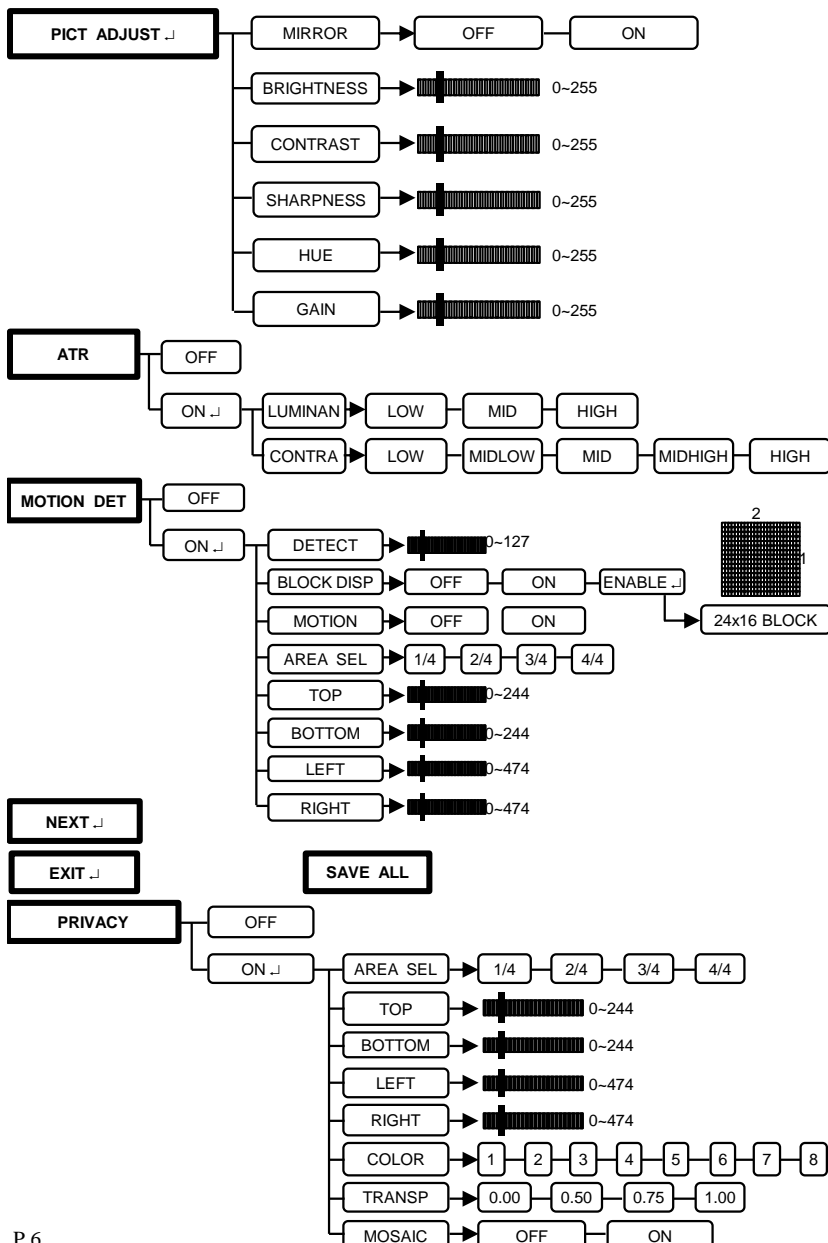 PICT ADJUST ↵
MIRROR OFF ON
BRIGHTNESS 0~255
CONTRAST 0~255
SHARPNESS 0~255
HUE 0~255
GAIN 0~255
ATR OFF
ON ↵ LUMINAN LOW MID HIGH
CONTRA LOW MIDLOW MID MIDHIGH HIGH
MOTION DET OFF
ON ↵ DETECT 0~127
2
1
BLOCK DISP OFF ON ENABLE ↵
24x16 BLOCK
MOTION OFF ON
AREA SEL 1/4 2/4 3/4 4/4
TOP 0~244
BOTTOM 0~244
LEFT 0~474
RIGHT 0~474
NEXT ↵
EXIT ↵ SAVE ALL
PRIVACY OFF
ON ↵ AREA SEL 1/4 2/4 3/4 4/4
TOP 0~244
BOTTOM 0~244
LEFT 0~474
RIGHT 0~474
COLOR 1 2 3 4 5 6 7 8
TRANSP 0.00 0.50 0.75 1.00
MOSAIC OFF ON
P.6